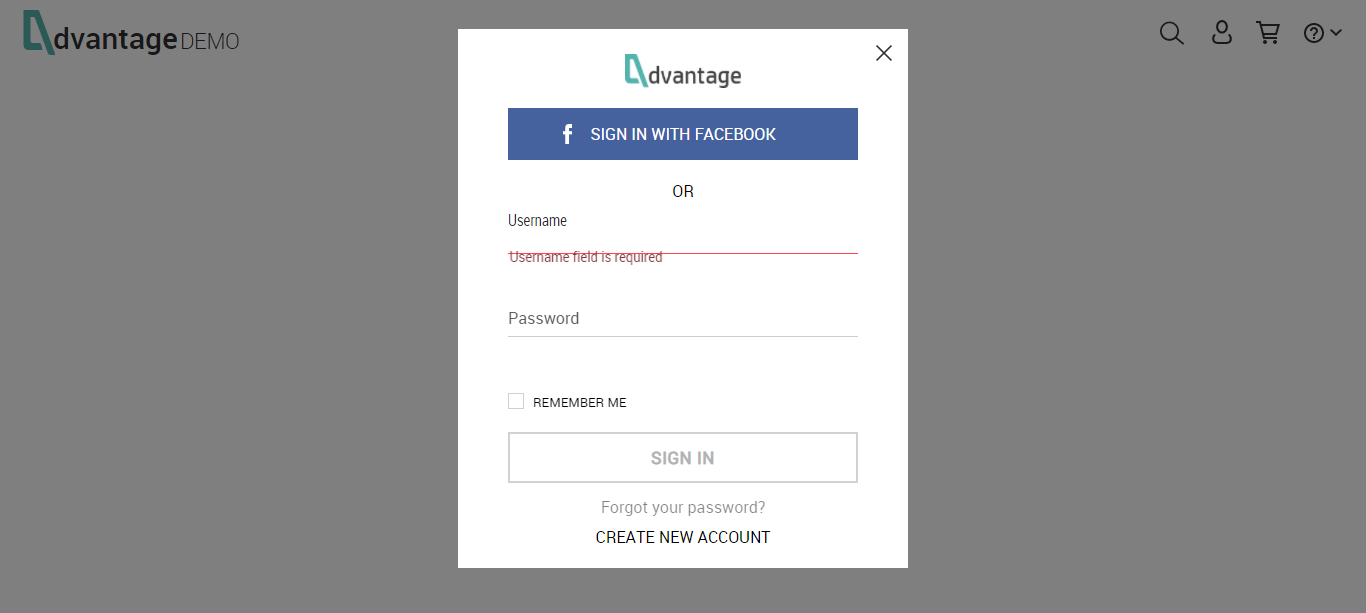 dvantage DEMO
dvantage
f SIGN IN WITH FACEBOOK
OR
Username
Username field is required
Password
REMEMBER ME
SIGN IN
Forgot your password?
CREATE NEW ACCOUNT